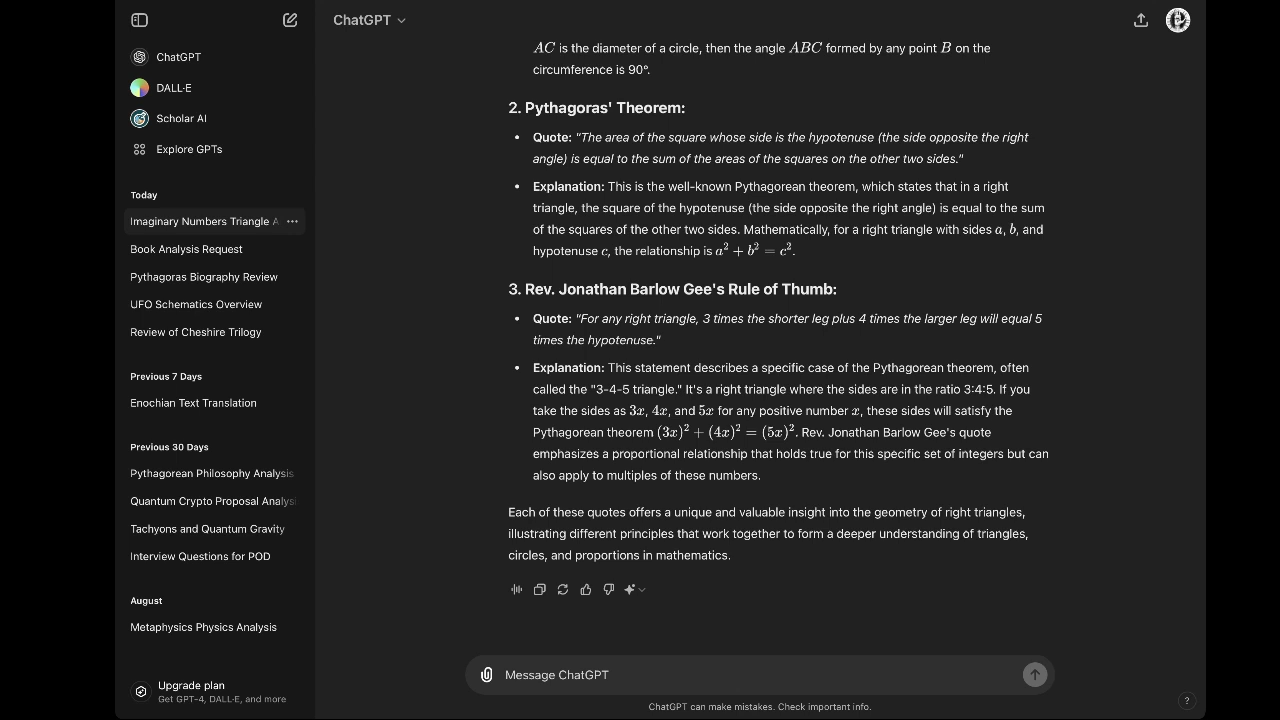 ChatGPT
DALL·E
Scholar AI
Explore GPTs
Today
Imaginary Numbers Triangle A
Book Analysis Request
Pythagoras Biography Review
UFO Schematics Overview
Review of Cheshire Trilogy
Previous 7 Days
Enochian Text Translation
Previous 30 Days
Pythagorean Philosophy Analysis
Quantum Crypto Proposal Analysi
Tachyons and Quantum Gravity
Interview Questions for POD
August
Metaphysics Physics Analysis
Upgrade plan
Get GPT-4, DALL·E, and more
ChatGPT
AC is the diameter of a circle, then the angle ABC formed by any point B on the
circumference is 90°.
2. Pythagoras' Theorem:
• Quote: "The area of the square whose side is the hypotenuse (the side opposite the right
angle) is equal to the sum of the areas of the squares on the other two sides."
• Explanation: This is the well-known Pythagorean theorem, which states that in a right
triangle, the square of the hypotenuse (the side opposite the right angle) is equal to the sum
of the squares of the other two sides. Mathematically, for a right triangle with sides a, b, and
hypotenuse c, the relationship is a² + b² = c².
3. Rev. Jonathan Barlow Gee's Rule of Thumb:
• Quote: "For any right triangle, 3 times the shorter leg plus 4 times the larger leg will equal 5
times the hypotenuse."
• Explanation: This statement describes a specific case of the Pythagorean theorem, often
called the "3-4-5 triangle." It's a right triangle where the sides are in the ratio 3:4:5. If you
take the sides as 3x, 4x, and 5x for any positive number x, these sides will satisfy the
Pythagorean theorem (3x)² + (4x)² = (5x)². Rev. Jonathan Barlow Gee's quote
emphasizes a proportional relationship that holds true for this specific set of integers but can
also apply to multiples of these numbers.
Each of these quotes offers a unique and valuable insight into the geometry of right triangles,
illustrating different principles that work together to form a deeper understanding of triangles,
circles, and proportions in mathematics.
Message ChatGPT
ChatGPT can make mistakes. Check important info.
?